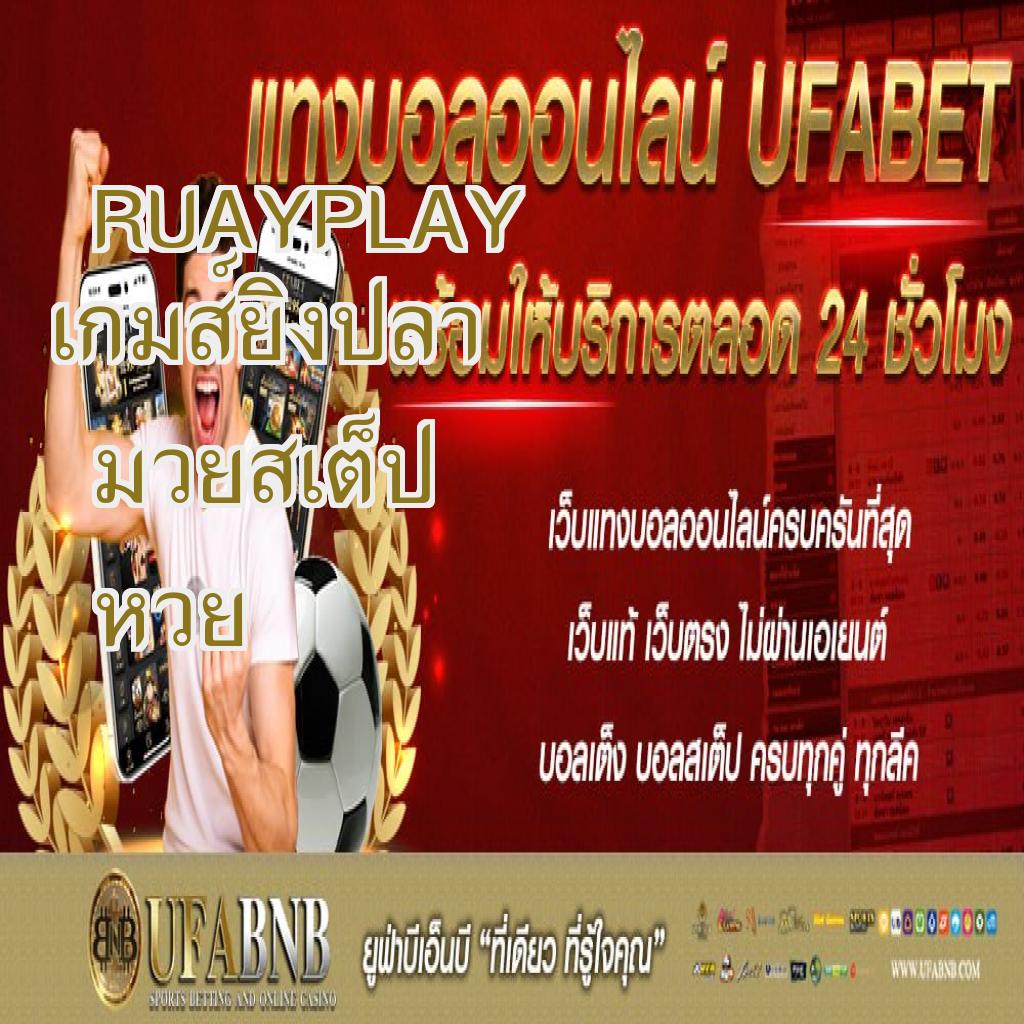 แทงบอลออนไลน์ UFABET
RUAYPLAY
เกมส์ยิงปลา
พร้อมให้บริการตลอด 24 ชั่วโมง
มวยสเต็ป
เว็บแทงบอลออนไลน์ครบครันที่สุด
หวย
เว็บแท้ เว็บตรง ไม่ผ่านเอเยนต์
บอลเต็ง บอลสเต็ป ครบทุกคู่ ทุกลีค
BNB
UFABNB
SPORTS BETTING AND ONLINE CASINO
ยูฟ่าบีเอ็นบี “ที่เดียว ที่รู้ใจคุณ”
WWW.UFABNB.COM